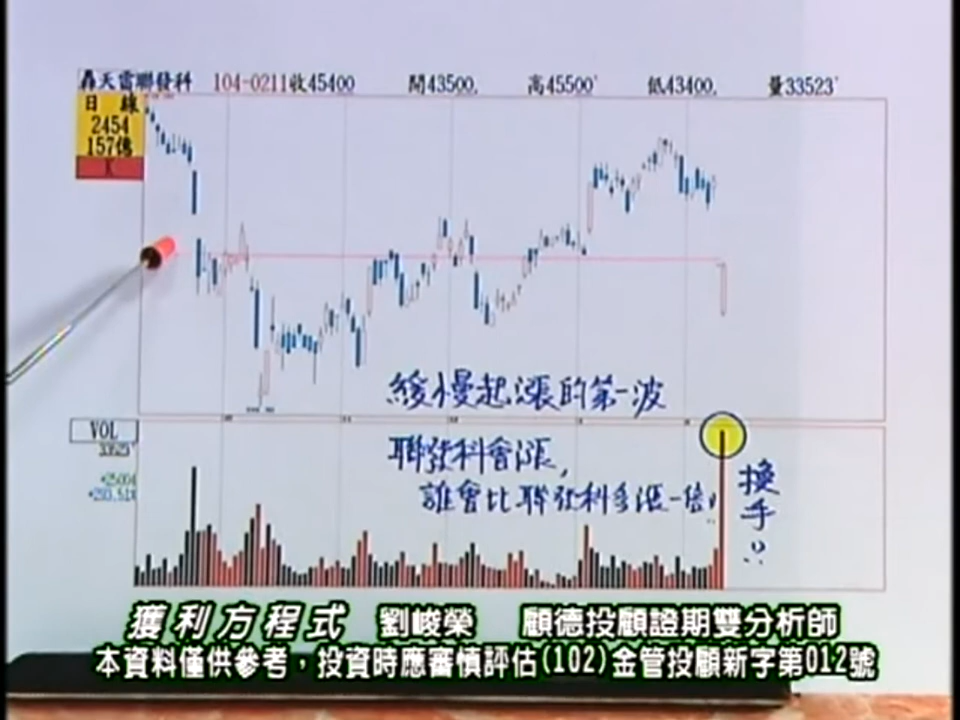 轟天雷聯發科 104-0211收45400 開43500, 高45500' 低43400, 量33523'
日 線
2454
157億
K
緩慢起漲的第一波
VOL
33523'
+25004
聯發科會漲,
誰會比聯發科多漲一倍!
換手!!
獲利方程式 劉峻榮 顧德投顧證期雙分析師
本資料僅供參考，投資時應審慎評估(102)金管投顧新字第012號